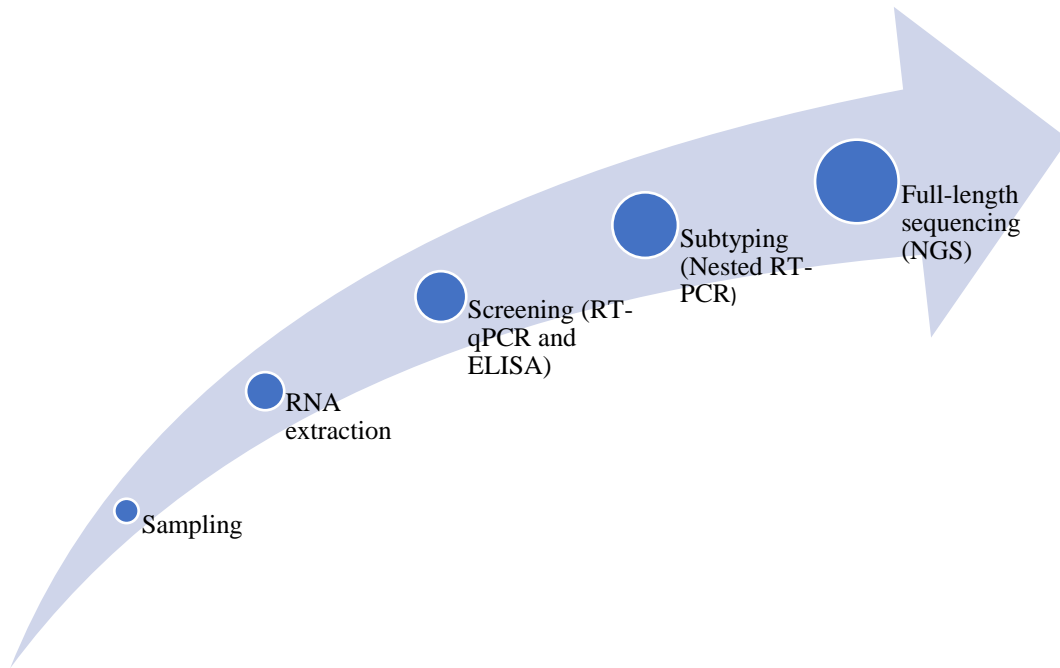 Sampling
RNA
extraction
Screening (RT-
qPCR and
ELISA)
Subtyping
(Nested RT-
PCR)
Full-length
sequencing
(NGS)